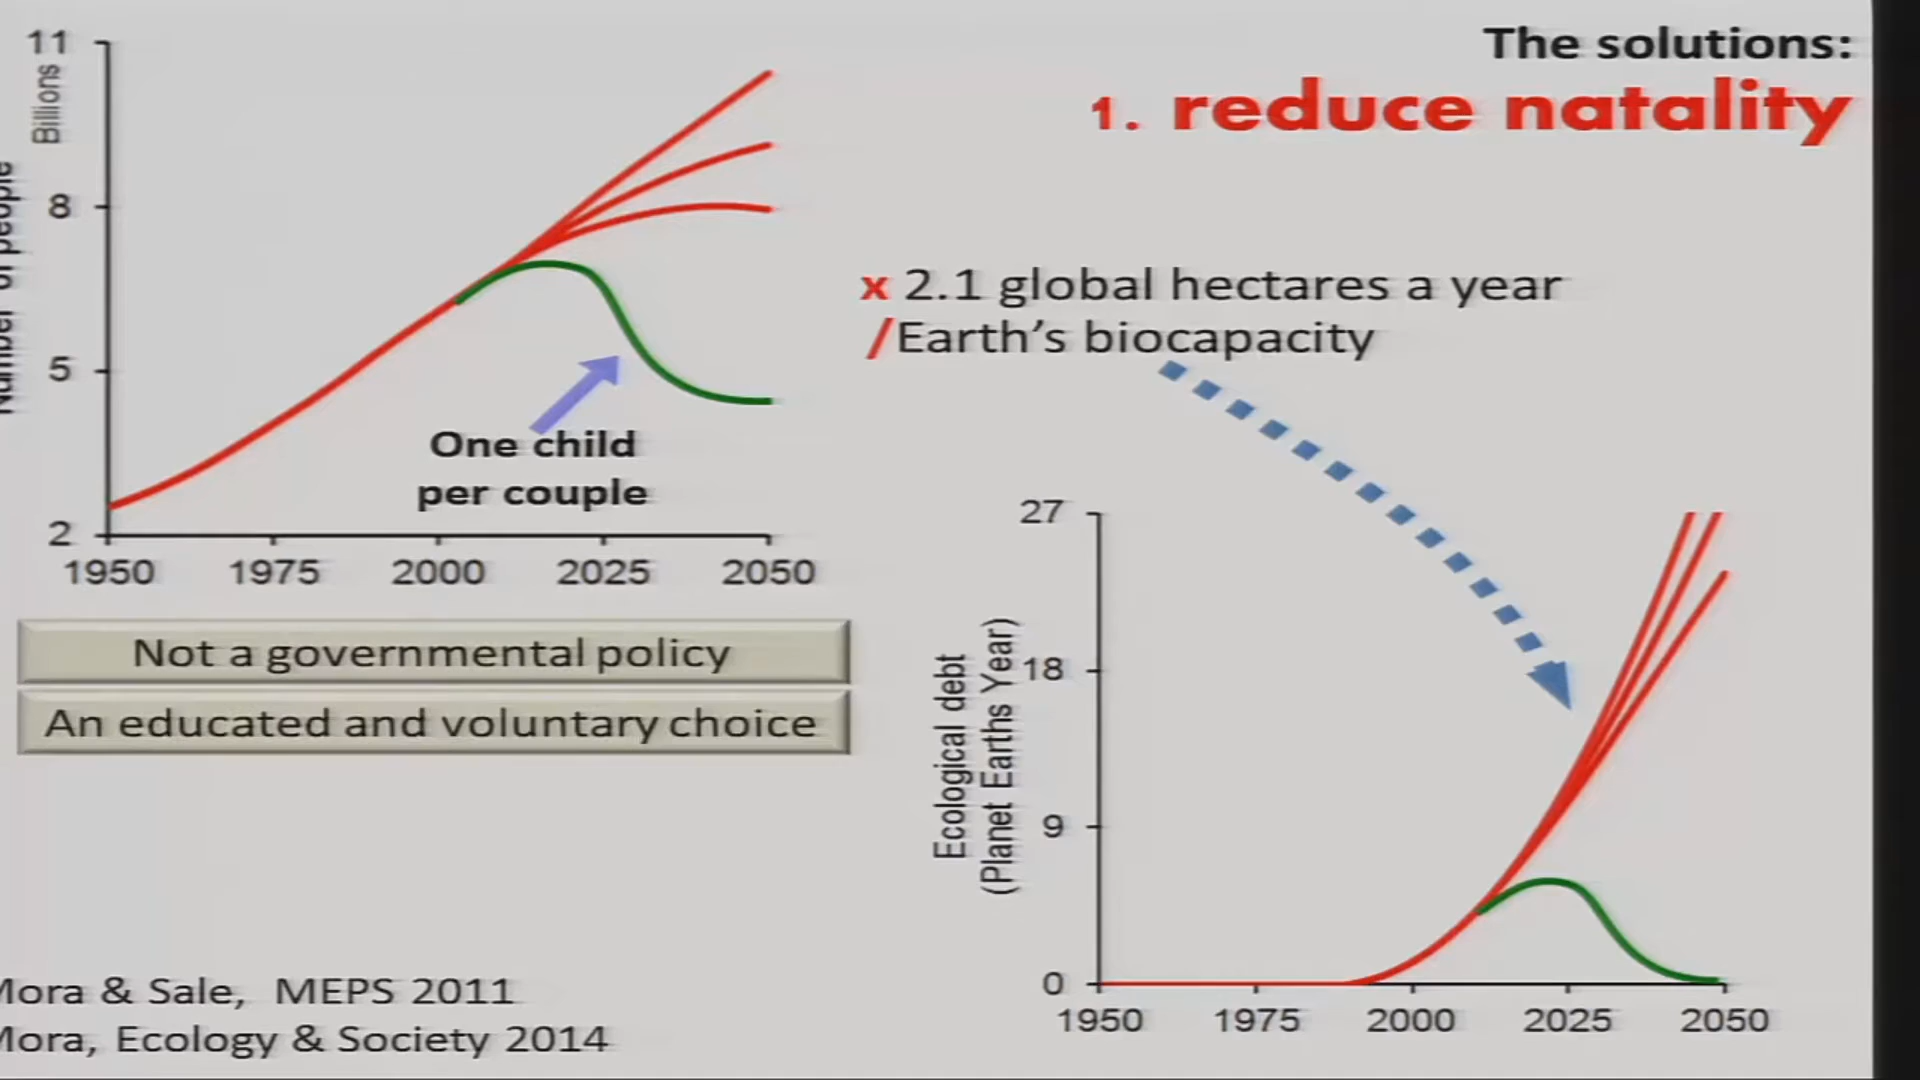 The solutions:
1. reduce natality
11
8
5
2
Billions
Number of people
1950 1975 2000 2025 2050
One child
per couple
x 2.1 global hectares a year
/Earth's biocapacity
Not a governmental policy
An educated and voluntary choice
27
18
9
0
Ecological debt
(Planet Earths Year)
1950 1975 2000 2025 2050
Mora & Sale, MEPS 2011
Mora, Ecology & Society 2014